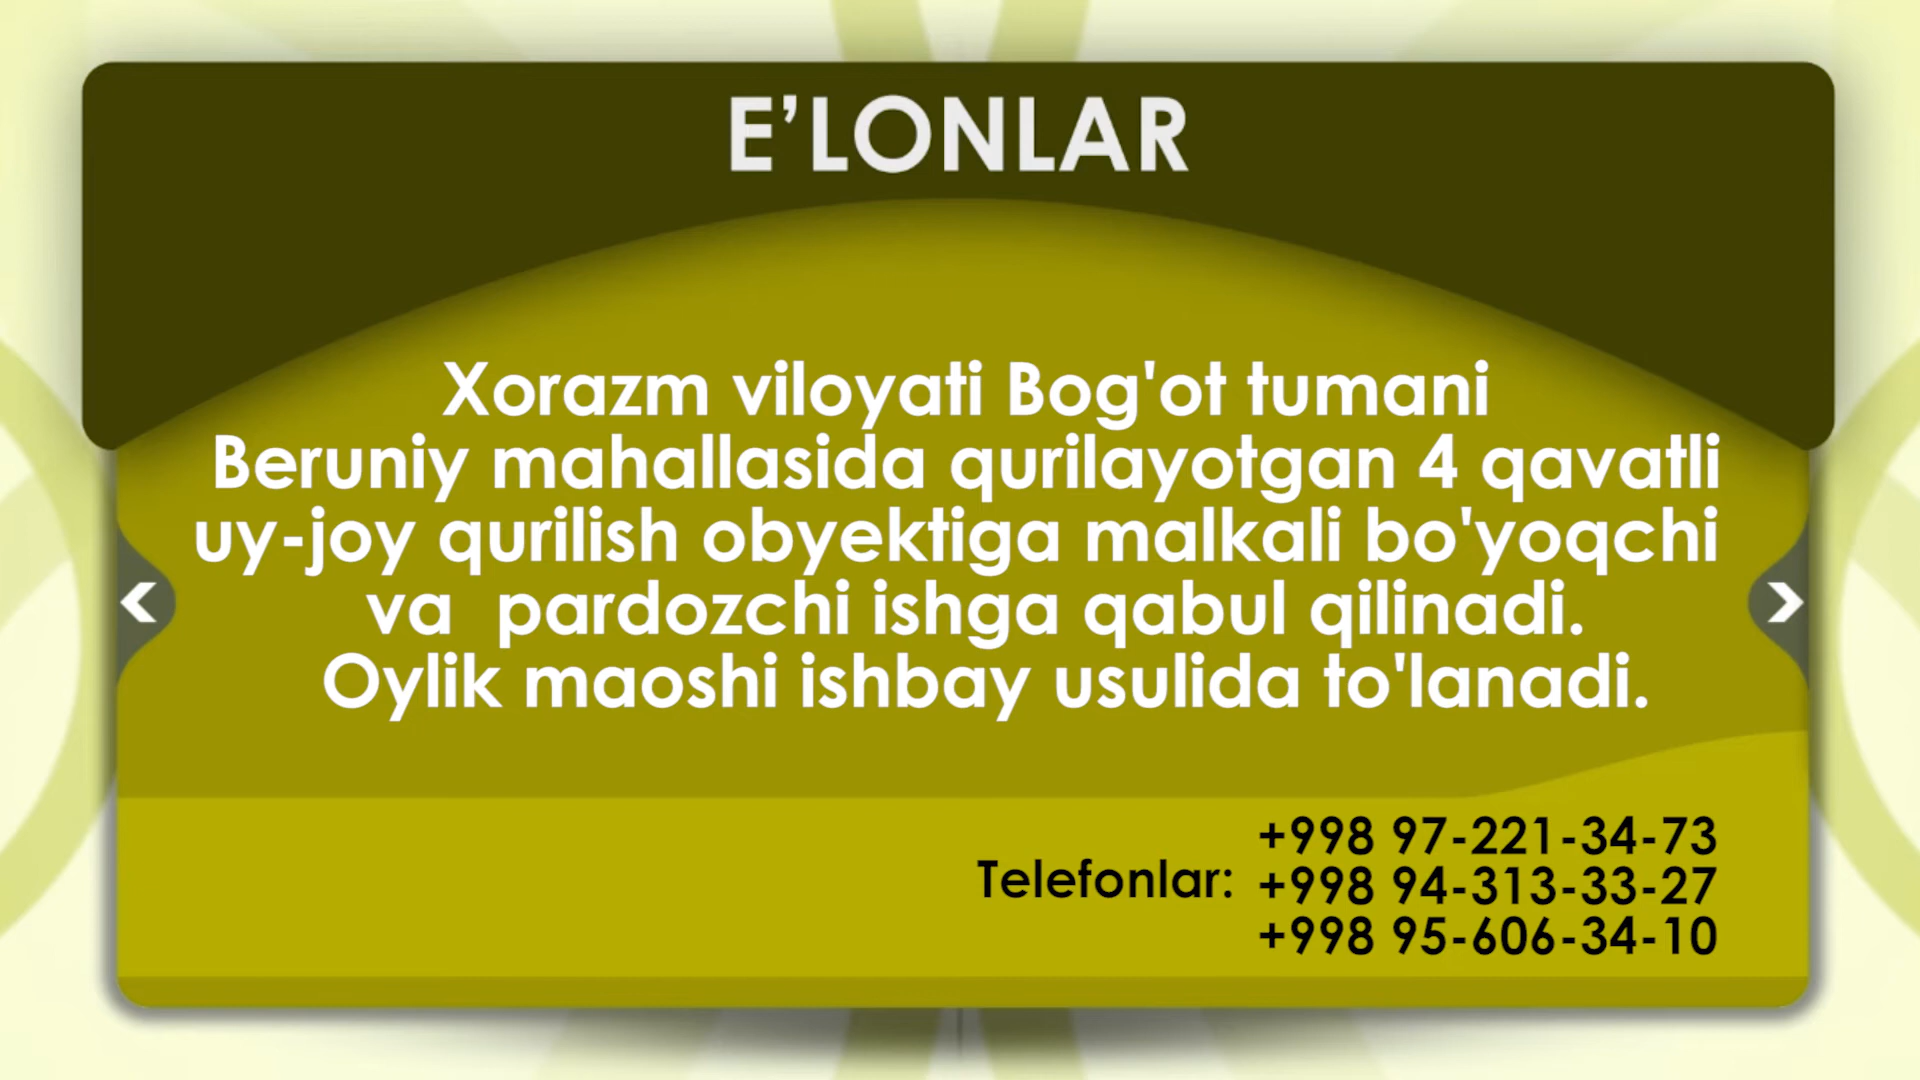 E’LONLAR
Xorazm viloyati Bog'ot tumani
Beruniy mahallasida qurilayotgan 4 qavatli
uy-joy qurilish obyektiga malkali bo'yoqchi
va pardozchi ishga qabul qilinadi.
Oylik maoshi ishbay usulida to'lanadi.
Telefonlar:
+998 97-221-34-73
+998 94-313-33-27
+998 95-606-34-10